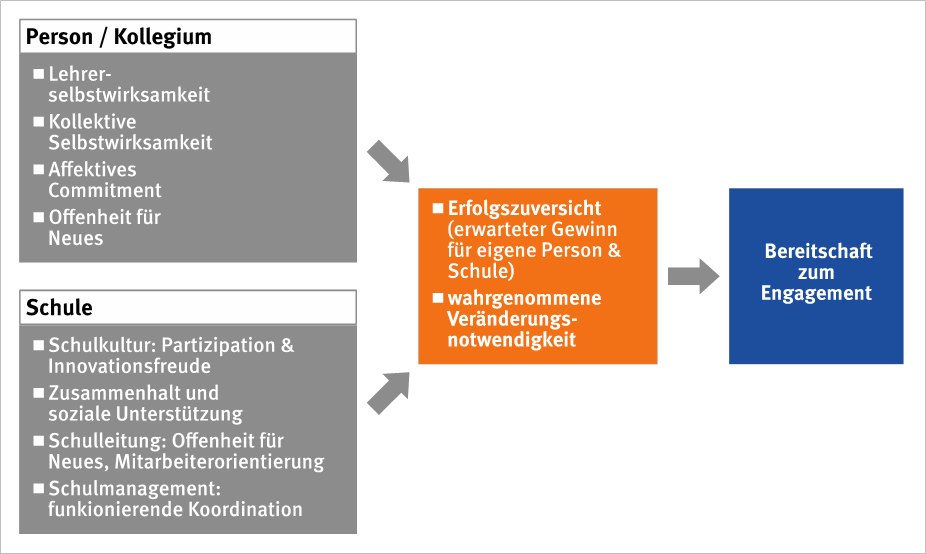 Person / Kollegium
■ Lehrer-
selbstwirksamkeit
■ Kollektive
Selbstwirksamkeit
■ Affektives
Commitment
■ Offenheit für
Neues
Schule
■ Schulkultur: Partizipation &
Innovationsfreude
■ Zusammenhalt und
soziale Unterstützung
■ Schulleitung: Offenheit für
Neues, Mitarbeiterorientierung
■ Schulmanagement:
funkionierende Koordination
■ Erfolgszuversicht
(erwarteter Gewinn
für eigene Person &
Schule)
■ wahrgenommene
Veränderungs-
notwendigkeit
Bereitschaft
zum
Engagement